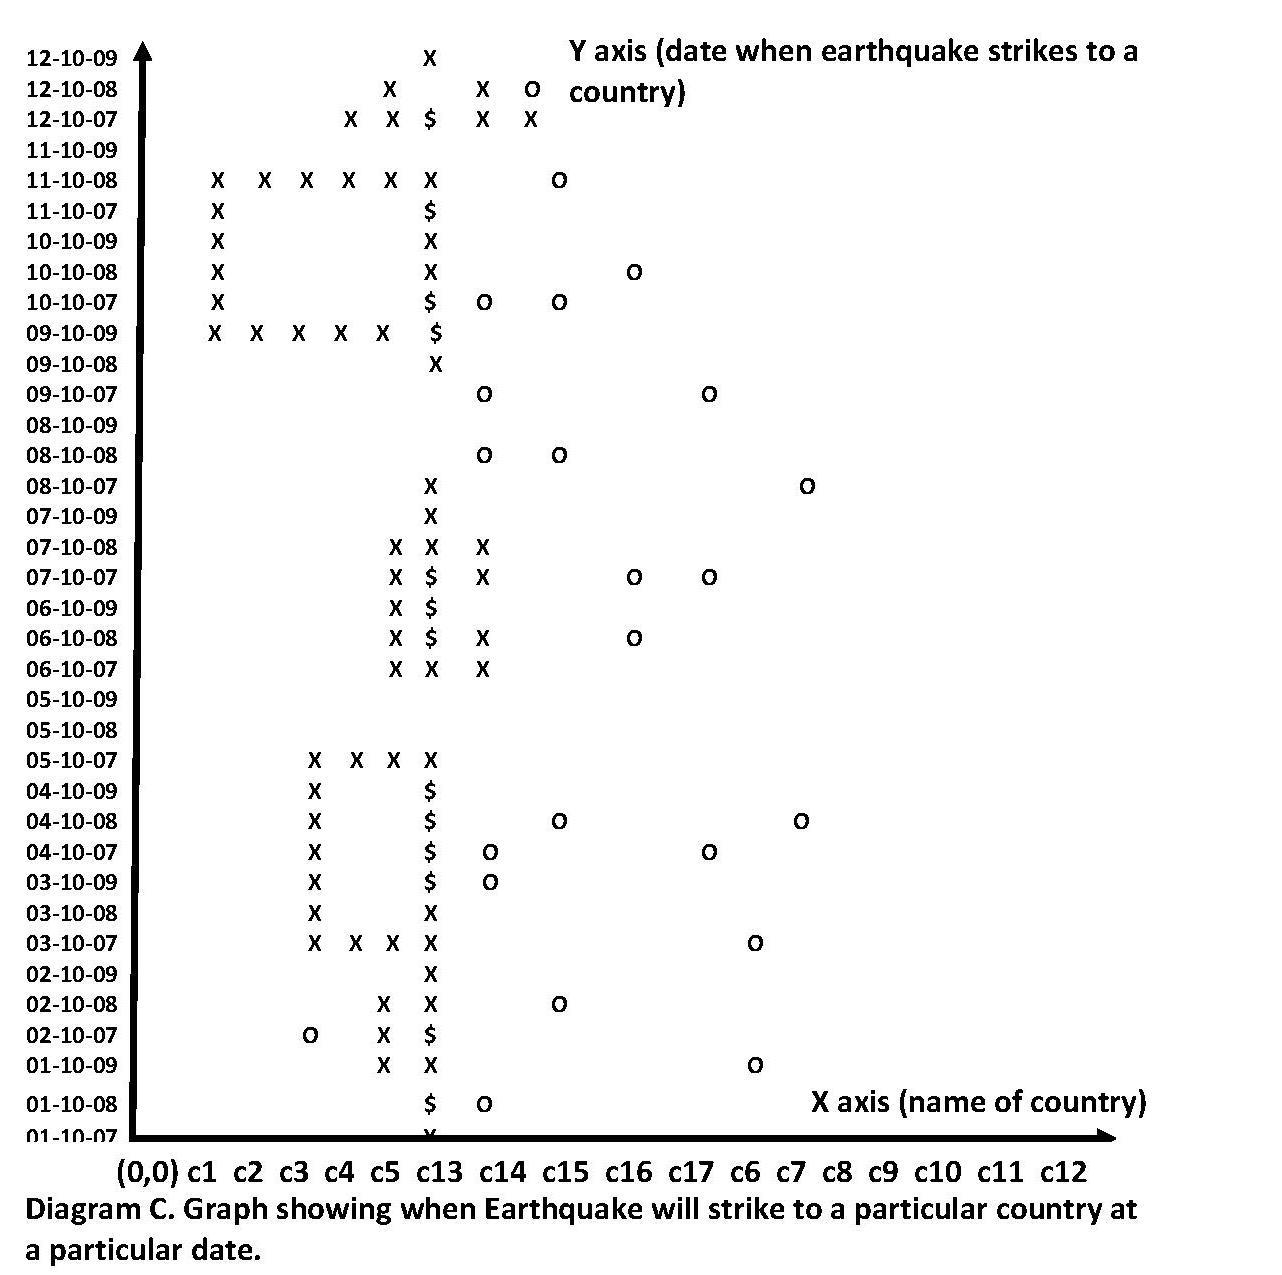 12-10-09 X Y axis (date when earthquake strikes to a
12-10-08 X X O country)
12-10-07 X X $ X X
11-10-09
11-10-08 X X X X X X O
11-10-07 X $
10-10-09 X X
10-10-08 X X O
10-10-07 X $ O O
09-10-09 X X X X X $
09-10-08 X
09-10-07 O O
08-10-09
08-10-08 O O
08-10-07 X O
07-10-09 X
07-10-08 X X X
07-10-07 X $ X O O
06-10-09 X $
06-10-08 X $ X O
06-10-07 X X X
05-10-09
05-10-08
05-10-07 X X X X
04-10-09 X $
04-10-08 X $ O O
04-10-07 X $ O O
03-10-09 X $ O
03-10-08 X X
03-10-07 X X X X O
02-10-09 X
02-10-08 X X O
02-10-07 O X $
01-10-09 X X O
01-10-08 $ O X axis (name of country)
01-10-07 X
(0,0) c1 c2 c3 c4 c5 c13 c14 c15 c16 c17 c6 c7 c8 c9 c10 c11 c12
Diagram C. Graph showing when Earthquake will strike to a particular country at
a particular date.